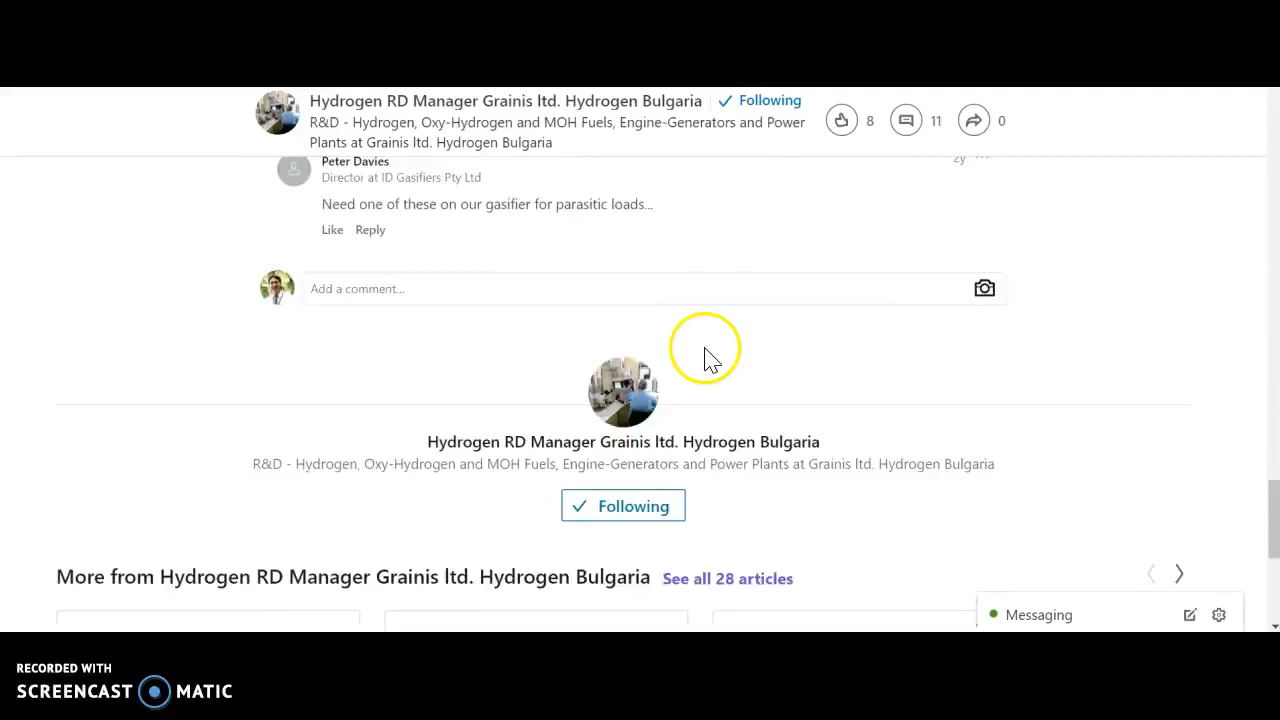 Hydrogen RD Manager Grainis ltd. Hydrogen Bulgaria
Following
R&D - Hydrogen, Oxy-Hydrogen and MOH Fuels, Engine-Generators and Power
Plants at Grainis ltd. Hydrogen Bulgaria
8
11
0
Peter Davies
2y
Director at ID Gasifiers Pty Ltd
Need one of these on our gasifier for parasitic loads...
Like Reply
Add a comment...
Hydrogen RD Manager Grainis ltd. Hydrogen Bulgaria
R&D - Hydrogen, Oxy-Hydrogen and MOH Fuels, Engine-Generators and Power Plants at Grainis ltd. Hydrogen Bulgaria
Following
More from Hydrogen RD Manager Grainis ltd. Hydrogen Bulgaria See all 28 articles
Messaging
RECORDED WITH
SCREENCAST MATIC